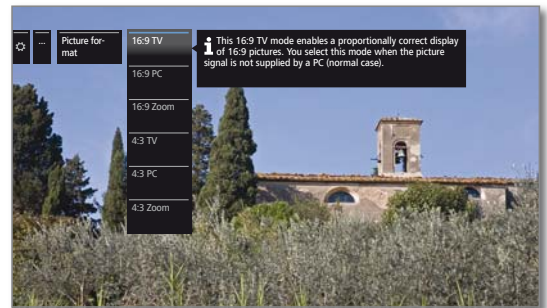 ...
Picture for-
mat
16:9 TV
16:9 PC
16:9 Zoom
4:3 TV
4:3 PC
4:3 Zoom
This 16:9 TV mode enables a proportionally correct display
of 16:9 pictures. You select this mode when the picture
signal is not supplied by a PC (normal case).